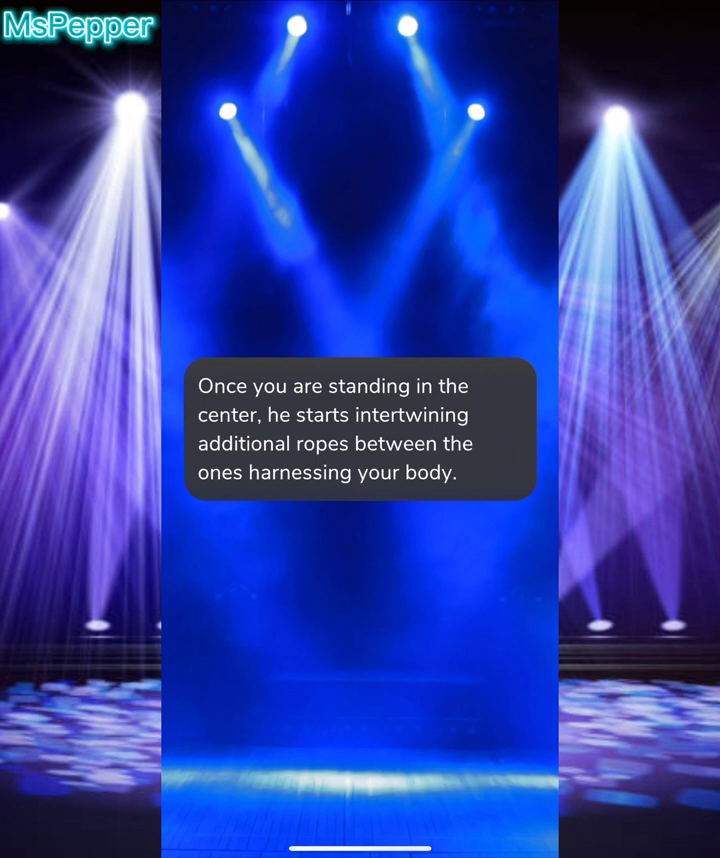 MsPepper
Once you are standing in the
center, he starts intertwining
additional ropes between the
ones harnessing your body.